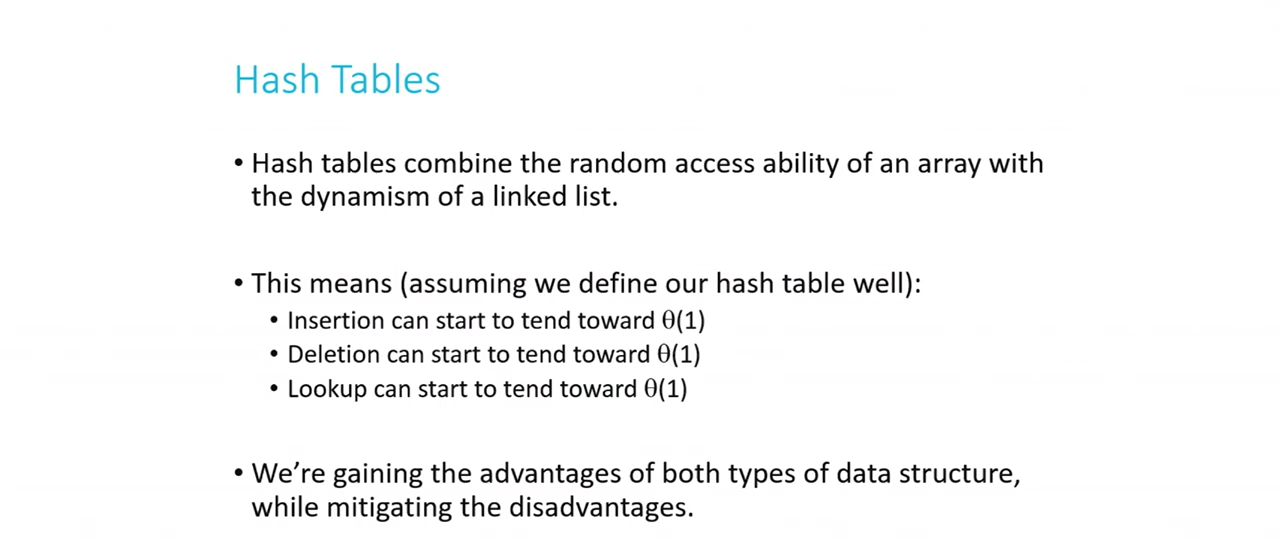 Hash Tables
• Hash tables combine the random access ability of an array with
the dynamism of a linked list.
• This means (assuming we define our hash table well):
• Insertion can start to tend toward θ(1)
• Deletion can start to tend toward θ(1)
• Lookup can start to tend toward θ(1)
• We’re gaining the advantages of both types of data structure,
while mitigating the disadvantages.